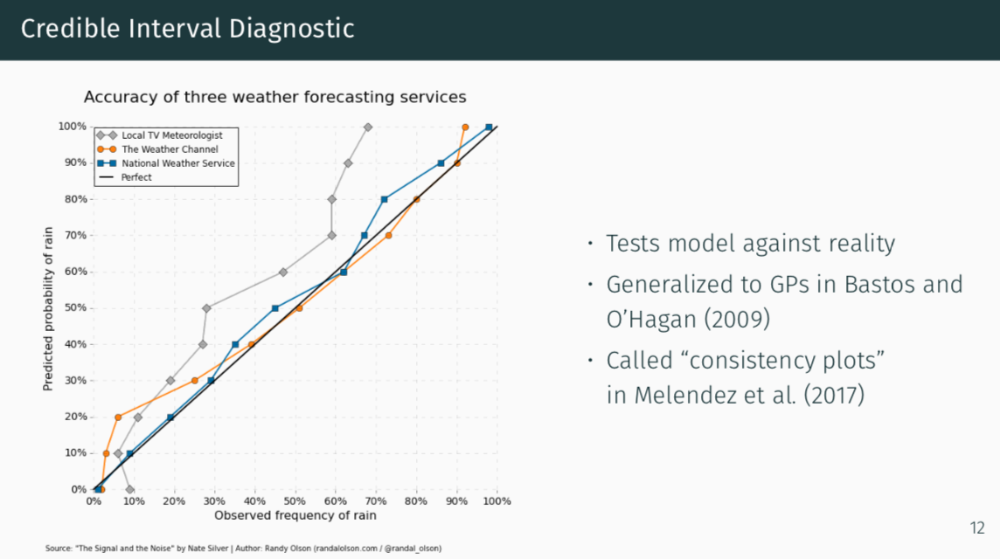 Credible Interval Diagnostic
Accuracy of three weather forecasting services
100%
90%
80%
70%
60%
50%
40%
30%
20%
10%
0%
Predicted probability of rain
Local TV Meteorologist
The Weather Channel
National Weather Service
Perfect
0% 10% 20% 30% 40% 50% 60% 70% 80% 90% 100%
Observed frequency of rain
Source: "The Signal and the Noise" by Nate Silver | Author: Randy Olson (randalolson.com / @randal_olson)
· Tests model against reality
· Generalized to GPs in Bastos and
O’Hagan (2009)
· Called “consistency plots”
in Melendez et al. (2017)
12